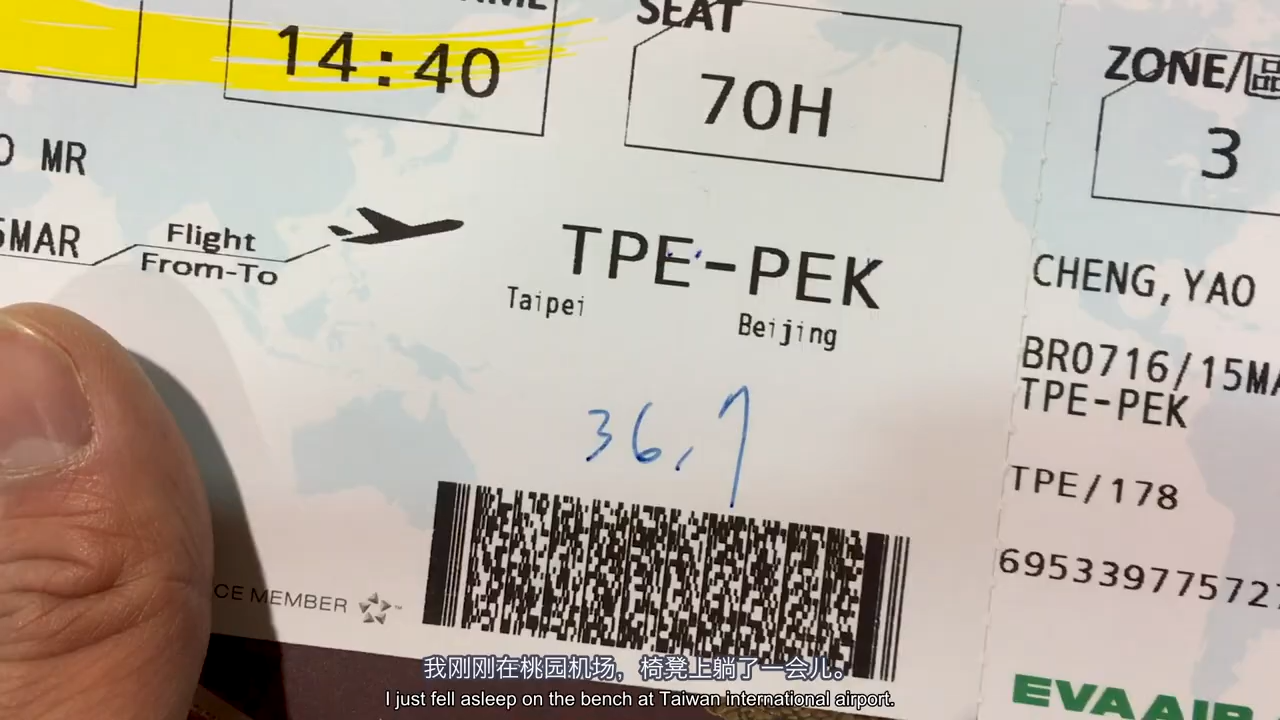 14:40
SEAT
70H
ZONE/區
3
MR
MAR
Flight
From-To
TPE-PEK
Taipei
Beijing
36.7
CHENG,YAO
BR0716/15MA
TPE-PEK
TPE/178
69533977572
CE MEMBER
EVA AIR
我刚刚在桃园机场，椅凳上躺了一会儿。
I just fell asleep on the bench at Taiwan international airport.